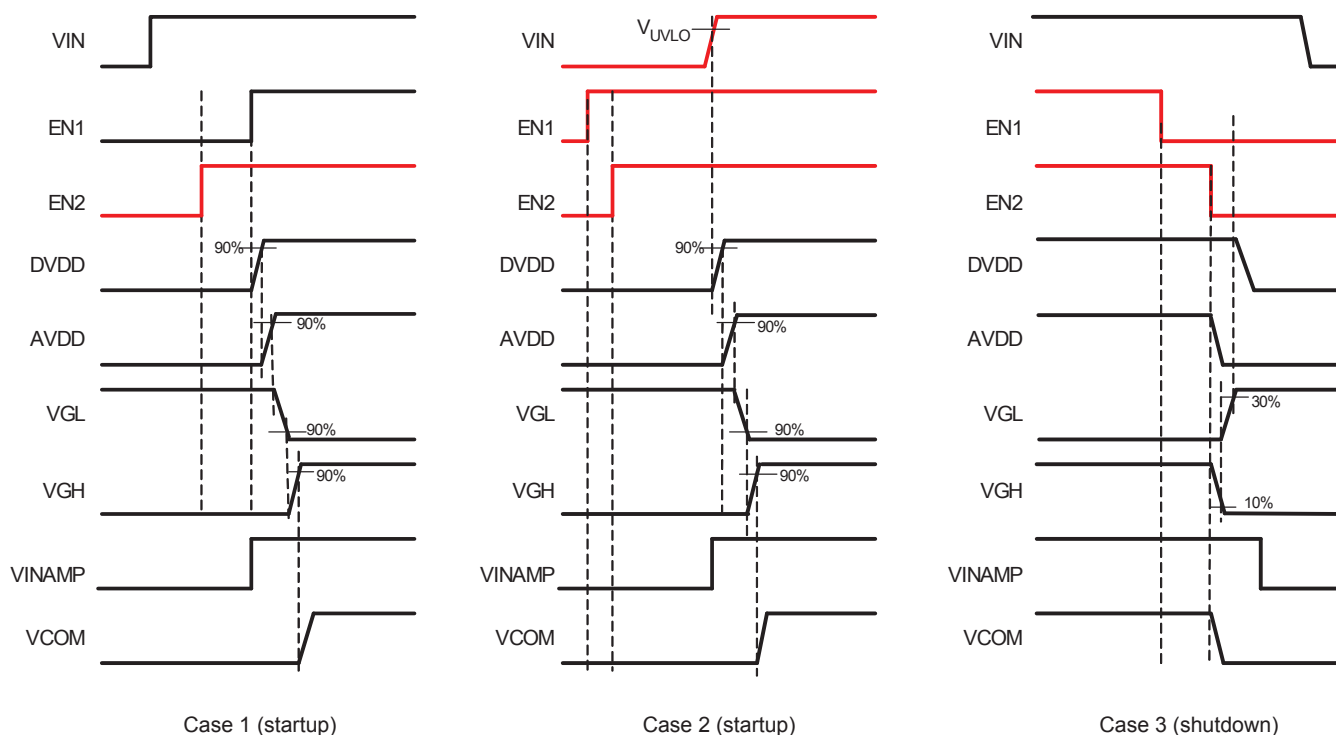 VIN
EN1
EN2
DVDD
90%
AVDD
90%
VGL
90%
VGH
90%
VINAMP
VCOM
Case 1 (startup)
VIN
VUVLO
EN1
EN2
DVDD
90%
AVDD
90%
VGL
90%
VGH
90%
VINAMP
VCOM
Case 2 (startup)
VIN
EN1
EN2
DVDD
AVDD
VGL
30%
VGH
10%
VINAMP
VCOM
Case 3 (shutdown)